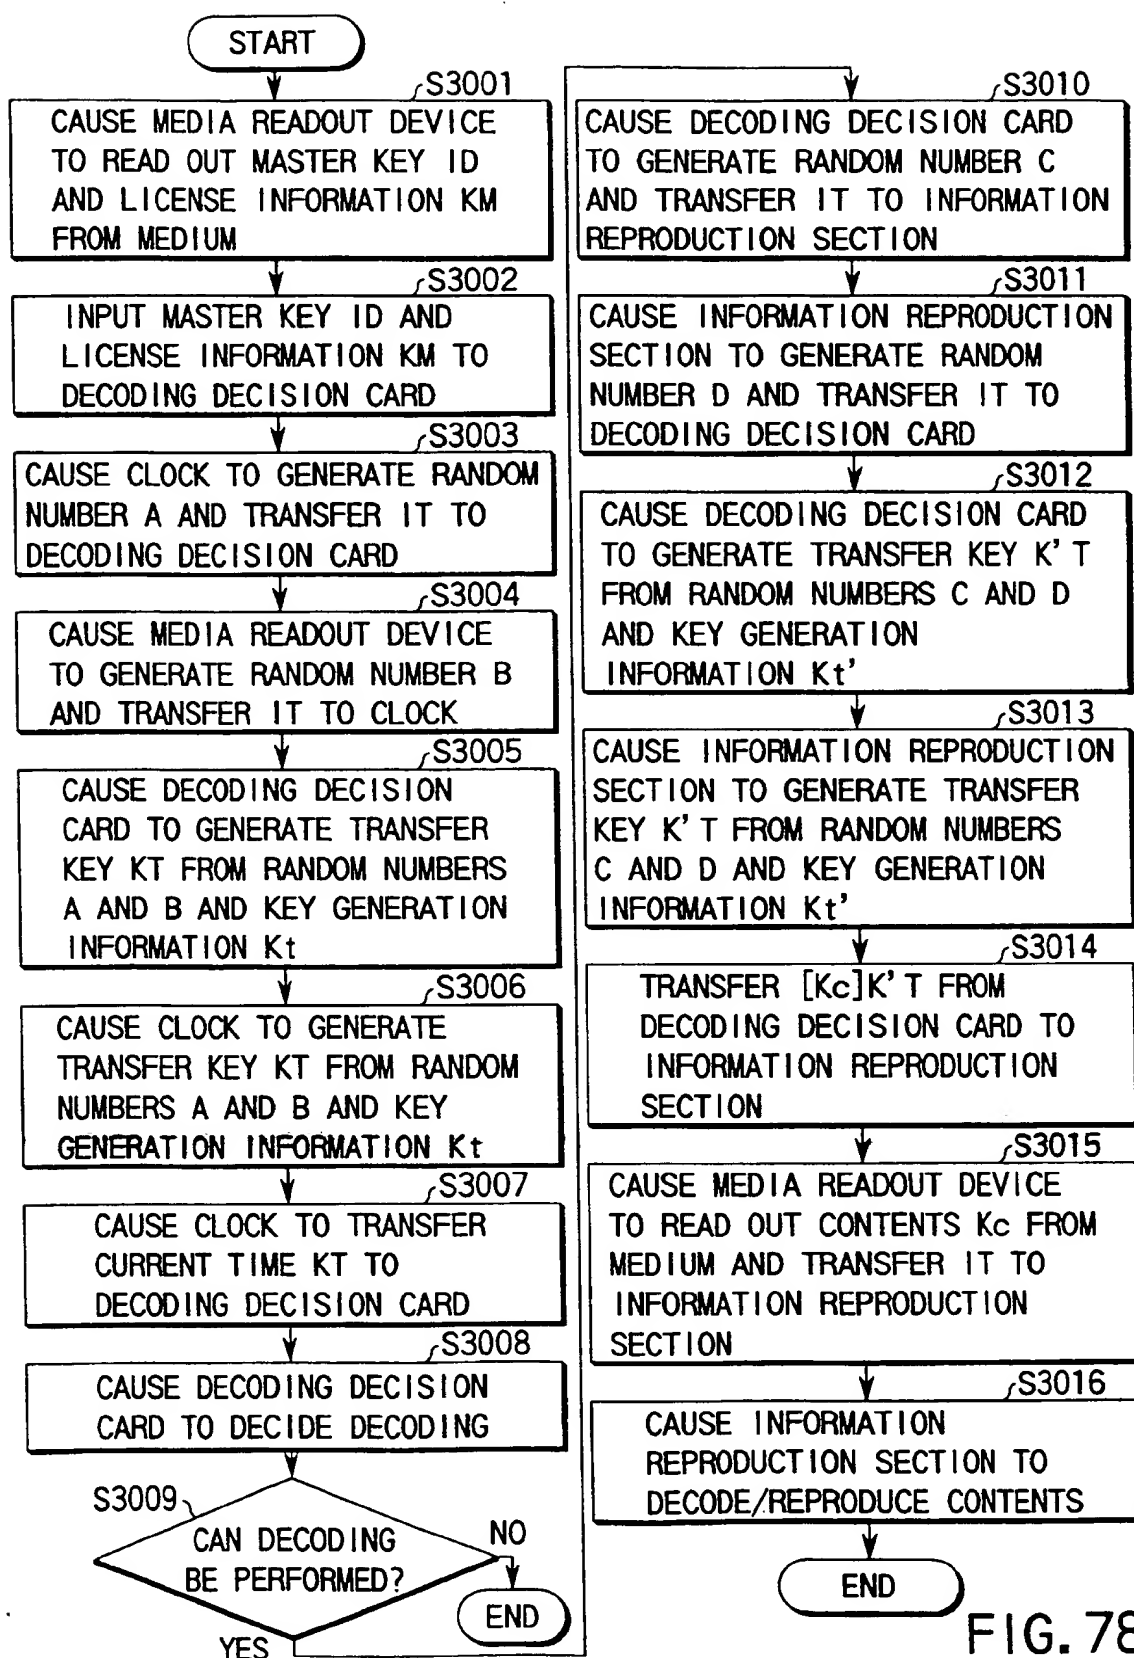 START
S3001
CAUSE MEDIA READOUT DEVICE
TO READ OUT MASTER KEY ID
AND LICENSE INFORMATION KM
FROM MEDIUM
S3002
INPUT MASTER KEY ID AND
LICENSE INFORMATION KM TO
DECODING DECISION CARD
S3003
CAUSE CLOCK TO GENERATE RANDOM
NUMBER A AND TRANSFER IT TO
DECODING DECISION CARD
S3004
CAUSE MEDIA READOUT DEVICE
TO GENERATE RANDOM NUMBER B
AND TRANSFER IT TO CLOCK
S3005
CAUSE DECODING DECISION
CARD TO GENERATE TRANSFER
KEY KT FROM RANDOM NUMBERS
A AND B AND KEY GENERATION
INFORMATION Kt
S3006
CAUSE CLOCK TO GENERATE
TRANSFER KEY KT FROM RANDOM
NUMBERS A AND B AND KEY
GENERATION INFORMATION Kt
S3007
CAUSE CLOCK TO TRANSFER
CURRENT TIME KT TO
DECODING DECISION CARD
S3008
CAUSE DECODING DECISION
CARD TO DECIDE DECODING
S3009
CAN DECODING
BE PERFORMED?
NO
END
YES
S3010
CAUSE DECODING DECISION CARD
TO GENERATE RANDOM NUMBER C
AND TRANSFER IT TO INFORMATION
REPRODUCTION SECTION
S3011
CAUSE INFORMATION REPRODUCTION
SECTION TO GENERATE RANDOM
NUMBER D AND TRANSFER IT TO
DECODING DECISION CARD
S3012
CAUSE DECODING DECISION CARD
TO GENERATE TRANSFER KEY K'T
FROM RANDOM NUMBERS C AND D
AND KEY GENERATION
INFORMATION Kt'
S3013
CAUSE INFORMATION REPRODUCTION
SECTION TO GENERATE TRANSFER
KEY K'T FROM RANDOM NUMBERS
C AND D AND KEY GENERATION
INFORMATION Kt'
S3014
TRANSFER [Kc]K'T FROM
DECODING DECISION CARD TO
INFORMATION REPRODUCTION
SECTION
S3015
CAUSE MEDIA READOUT DEVICE
TO READ OUT CONTENTS Kc FROM
MEDIUM AND TRANSFER IT TO
INFORMATION REPRODUCTION
SECTION
S3016
CAUSE INFORMATION
REPRODUCTION SECTION TO
DECODE/REPRODUCE CONTENTS
END
FIG. 78